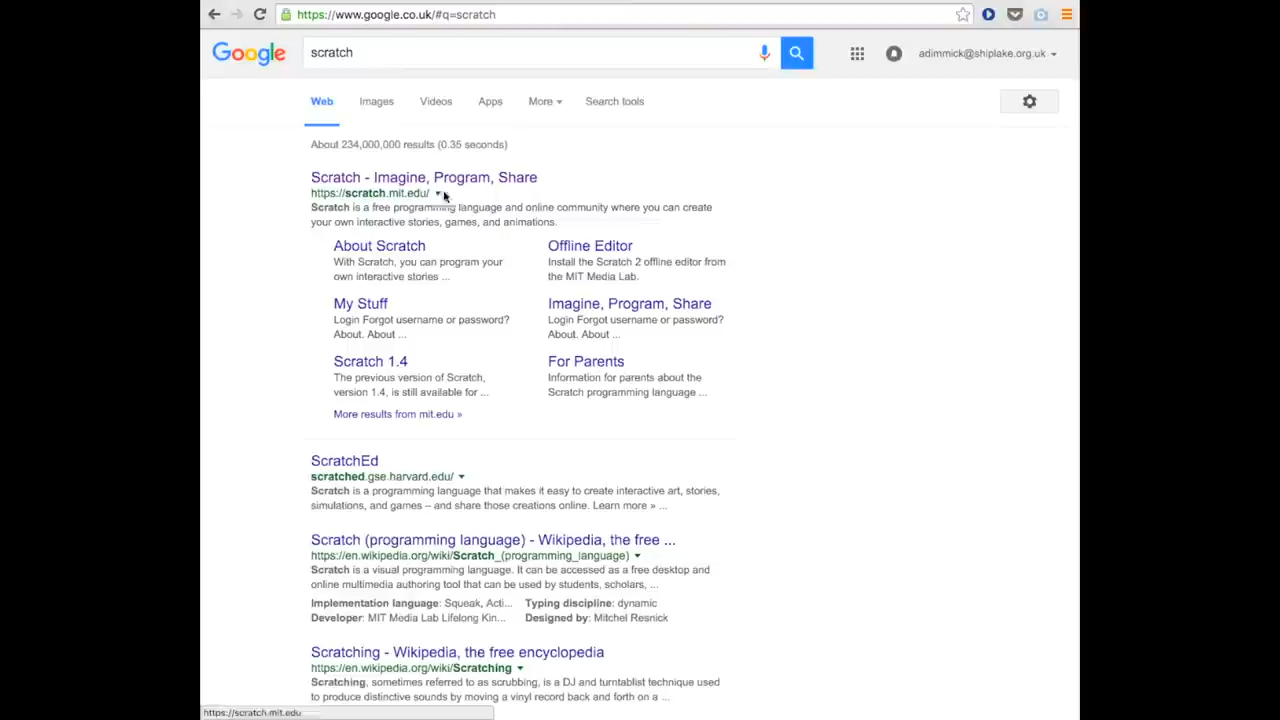 https://www.google.co.uk/#q=scratch
Google
scratch
adimmick@shiplake.org.uk
Web Images Videos Apps More Search tools
About 234,000,000 results (0.35 seconds)
Scratch - Imagine, Program, Share
https://scratch.mit.edu/
Scratch is a free programming language and online community where you can create
your own interactive stories, games, and animations.
About Scratch
With Scratch, you can program your
own interactive stories ...
Offline Editor
Install the Scratch 2 offline editor from
the MIT Media Lab.
My Stuff
Login Forgot username or password?
About. About ...
Imagine, Program, Share
Login Forgot username or password?
About. About ...
Scratch 1.4
The previous version of Scratch,
version 1.4, is still available for ...
For Parents
Information for parents about the
Scratch programming language ...
More results from mit.edu »
ScratchEd
scratched.gse.harvard.edu/
Scratch is a programming language that makes it easy to create interactive art, stories,
simulations, and games – and share those creations online. Learn more » ...
Scratch (programming language) - Wikipedia, the free ...
https://en.wikipedia.org/wiki/Scratch_(programming_language)
Scratch is a visual programming language. It can be accessed as a free desktop and
online multimedia authoring tool that can be used by students, scholars, ...
Implementation language: Squeak, Acti... Typing discipline: dynamic
Developer: MIT Media Lab Lifelong Kin... Designed by: Mitchel Resnick
Scratching - Wikipedia, the free encyclopedia
https://en.wikipedia.org/wiki/Scratching
Scratching, sometimes referred to as scrubbing, is a DJ and turntablist technique used
to produce distinctive sounds by moving a vinyl record back and forth on a ...
https://scratch.mit.edu